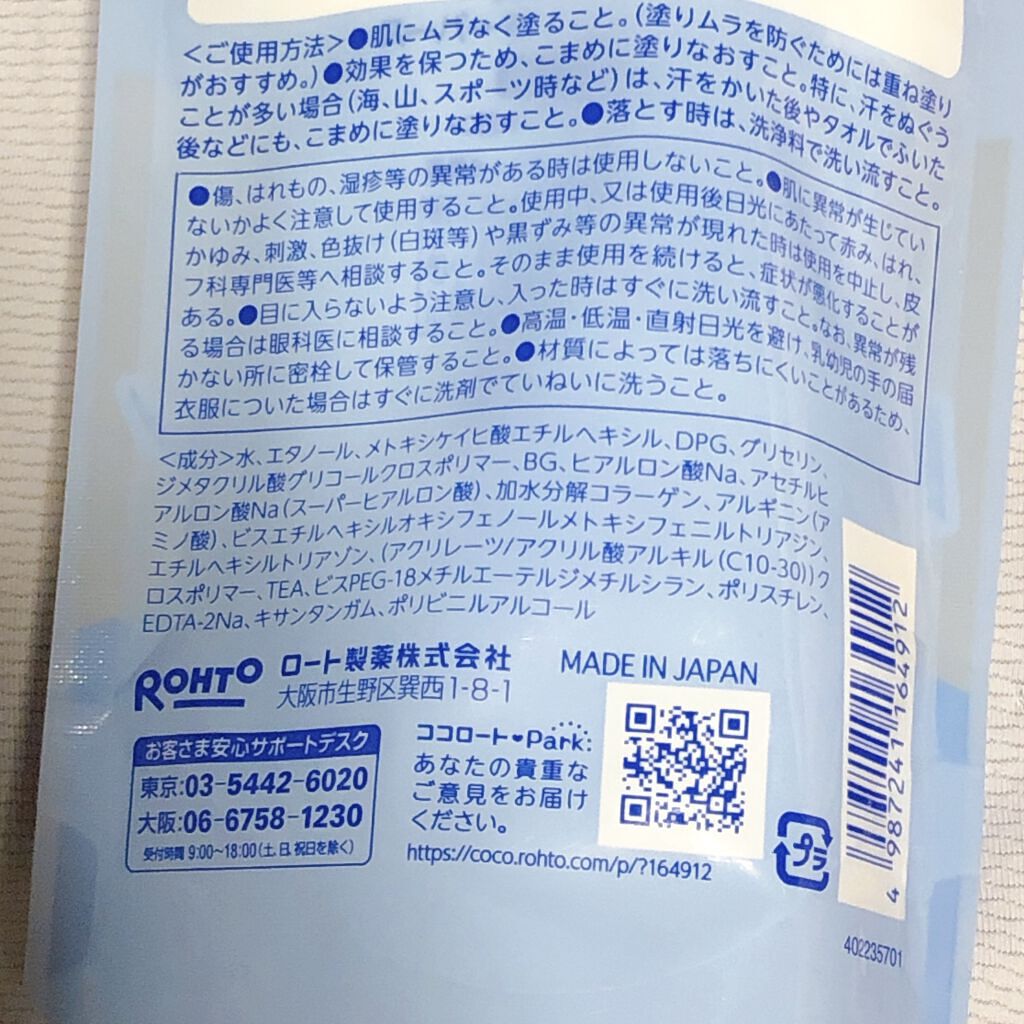 <ご使用方法>●肌にムラなく塗ること。(塗りムラを防ぐためには重ね塗り
がおすすめ。)●効果を保つため、こまめに塗りなおすこと。特に、汗をぬぐう
ことが多い場合(海、山、スポーツ時など)は、汗をかいた後やタオルでふいた
後などにも、こまめに塗りなおすこと。●落とす時は、洗浄料で洗い流すこと。
●傷、はれもの、湿疹等の異常がある時は使用しないこと。●肌に異常が生じてい
ないかよく注意して使用すること。使用中、又は使用後日光にあたって赤み、はれ、
かゆみ、刺激、色抜け(白斑等)や黒ずみ等の異常が現れた時は使用を中止し、皮
フ科専門医等へ相談すること。そのまま使用を続けると、症状が悪化することが
ある。●目に入らないよう注意し、入った時はすぐに洗い流すこと。なお、異常が残
る場合は眼科医に相談すること。●高温・低温・直射日光を避け、乳幼児の手の届
かない所に密栓して保管すること。●材質によっては落ちにくいことがあるため、
衣服についた場合はすぐに洗剤でていねいに洗うこと。
<成分>水、エタノール、メトキシケイヒ酸エチルヘキシル、DPG、グリセリン、
ジメタクリル酸グリコールクロスポリマー、BG、ヒアルロン酸Na、アセチルヒ
アルロン酸Na(スーパーヒアルロン酸)、加水分解コラーゲン、アルギニン(ア
ミノ酸)、ビスエチルヘキシルオキシフェノールメトキシフェニルトリアジン、
エチルヘキシルトリアゾン、(アクリレーツ/アクリル酸アルキル(C10-30))ク
ロスポリマー、TEA、ビスPEG-18メチルエーテルジメチルシラン、ポリスチレン、
EDTA-2Na、キサンタンガム、ポリビニルアルコール
ROHTO ロート製薬株式会社
大阪市生野区巽西1-8-1
MADE IN JAPAN
お客さま安心サポートデスク
東京:03-5442-6020
大阪:06-6758-1230
受付時間 9:00~18:00(土、日、祝日を除く)
ココロート♥Park:
あなたの貴重な
ご意見をお届け
ください。
https://coco.rohto.com/p/?164912
プラ
4 987241 164912
402235701